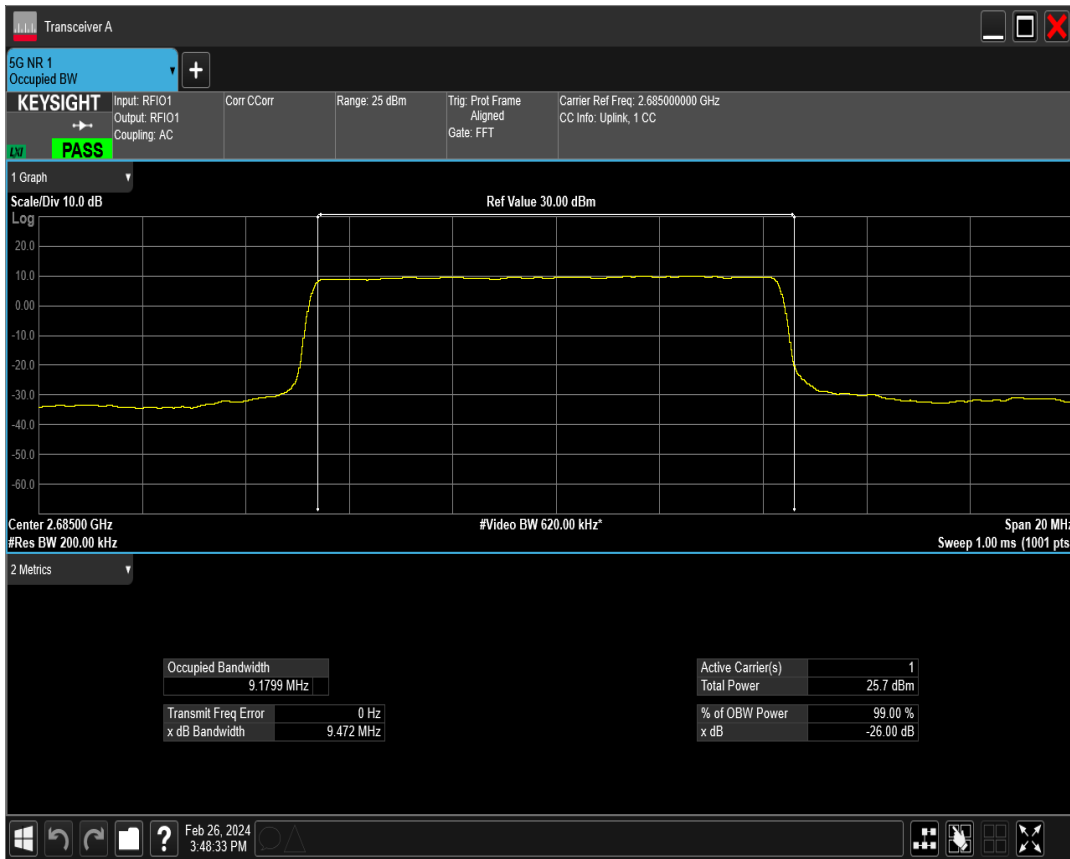 Transceiver A
5G NR 1
Occupied BW
+
KEYSIGHT
LXI
PASS
Input: RFIO1
Output: RFIO1
Coupling: AC
Corr CCorr
Range: 25 dBm
Trig: Prot Frame
Aligned
Gate: FFT
Carrier Ref Freq: 2.685000000 GHz
CC Info: Uplink, 1 CC
1 Graph
Scale/Div 10.0 dB
Ref Value 30.00 dBm
Log
20.0
10.0
0.00
-10.0
-20.0
-30.0
-40.0
-50.0
-60.0
Center 2.68500 GHz
#Video BW 620.00 kHz*
Span 20 MHz
#Res BW 200.00 kHz
Sweep 1.00 ms (1001 pts
2 Metrics
Occupied Bandwidth
9.1799 MHz
Transmit Freq Error 0 Hz
x dB Bandwidth 9.472 MHz
Active Carrier(s) 1
Total Power 25.7 dBm
% of OBW Power 99.00 %
x dB -26.00 dB
?
Feb 26, 2024
3:48:33 PM